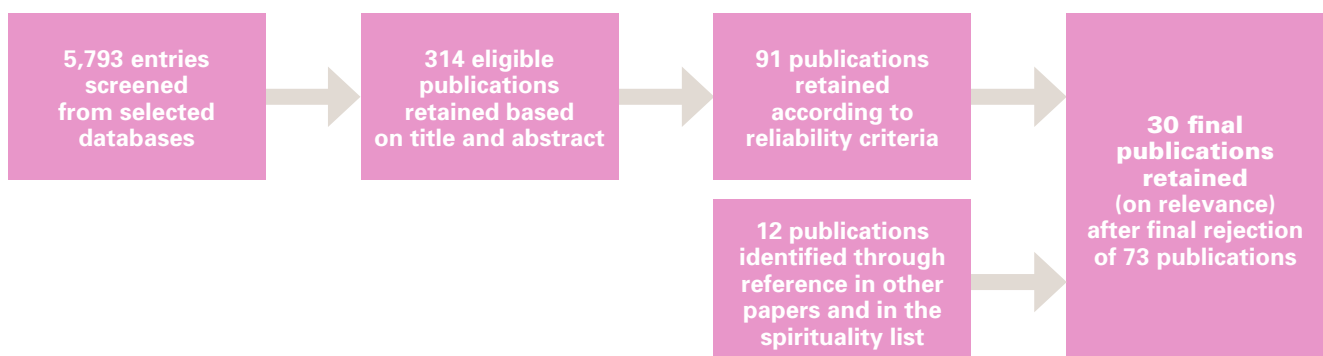 5,793 entries
screened
from selected
databases
314 eligible
publications
retained based
on title and abstract
91 publications
retained
according to
reliability criteria
12 publications
identified through
reference in other
papers and in the
spirituality list
30 final
publications
retained
(on relevance)
after final rejection
of 73 publications